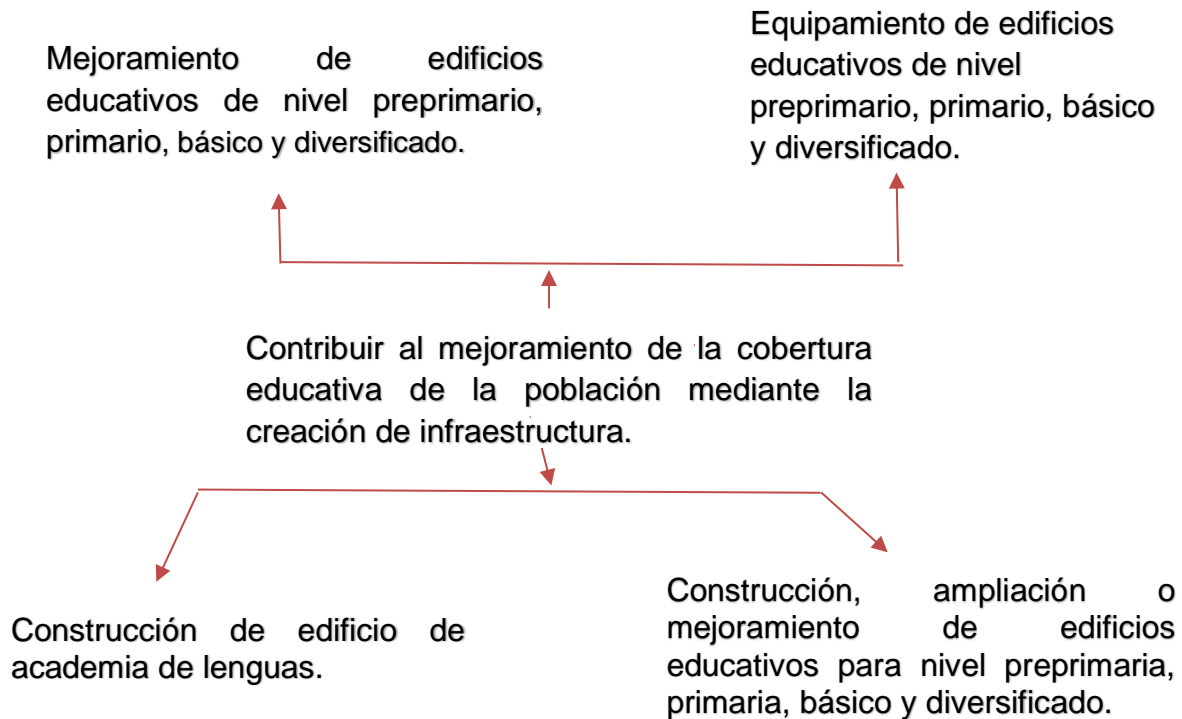 Mejoramiento de edificios
educativos de nivel preprimario,
primario, básico y diversificado.
Equipamiento de edificios
educativos de nivel
preprimario, primario, básico
y diversificado.
Contribuir al mejoramiento de la cobertura
educativa de la población mediante la
creación de infraestructura.
Construcción de edificio de
academia de lenguas.
Construcción, ampliación o
mejoramiento de edificios
educativos para nivel preprimaria,
primaria, básico y diversificado.